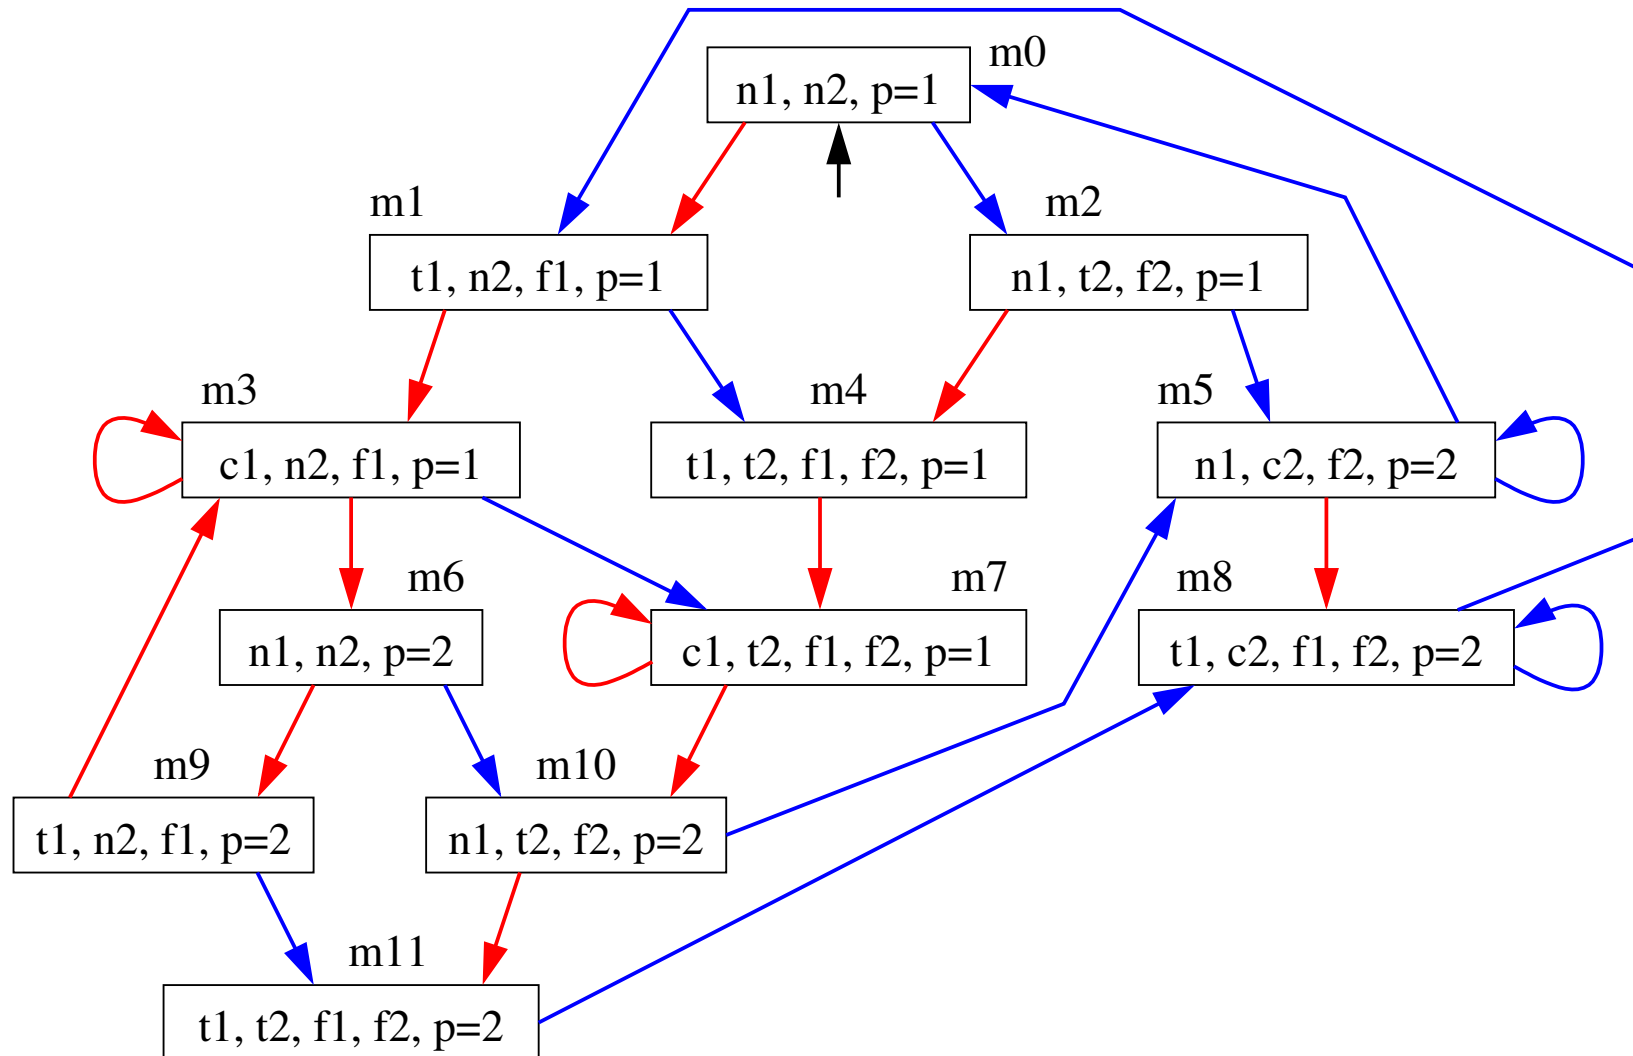 m0
n1, n2, p=1
m1
m2
t1, n2, f1, p=1
n1, t2, f2, p=1
m3
m4
m5
c1, n2, f1, p=1
t1, t2, f1, f2, p=1
n1, c2, f2, p=2
m6
m7
m8
n1, n2, p=2
c1, t2, f1, f2, p=1
t1, c2, f1, f2, p=2
m9
m10
t1, n2, f1, p=2
n1, t2, f2, p=2
m11
t1, t2, f1, f2, p=2